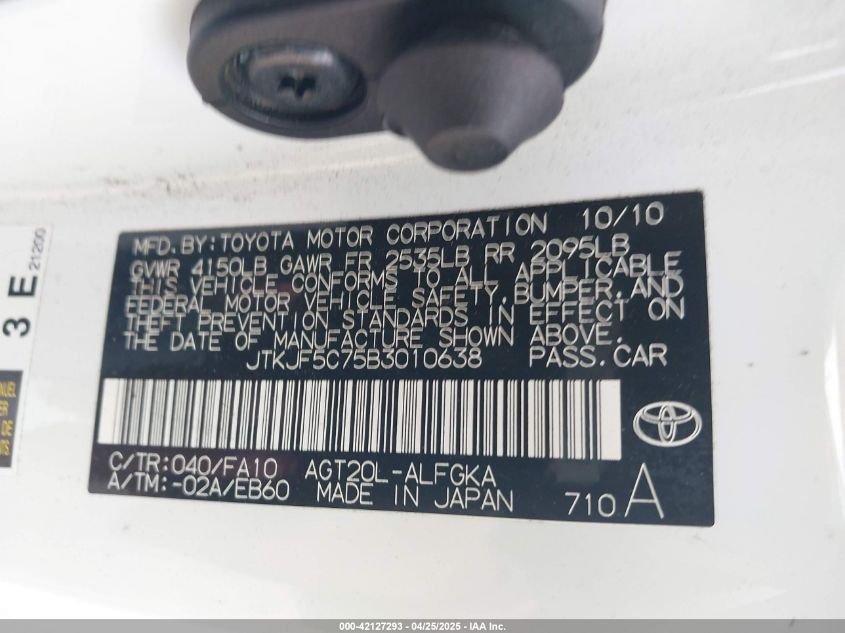 MFD.BY:TOYOTA MOTOR CORPORATION 10/10
GVWR 4150LB GAWR FR 2535LB RR 2095LB
THIS VEHICLE CONFORMS TO ALL APPLICABLE
FEDERAL MOTOR VEHICLE SAFETY,BUMPER,AND
THEFT PREVENTION STANDARDS IN EFFECT ON
THE DATE OF MANUFACTURE SHOWN ABOVE.
JTKJF5C75B3010638 PASS.CAR
C/TR:040/FA10 AGT20L-ALFGKA
A/TM:-02A/EB60 MADE IN JAPAN 710 A
3 E
21200
DE
000-42127293 - 04/25/2025 - IAA Inc.